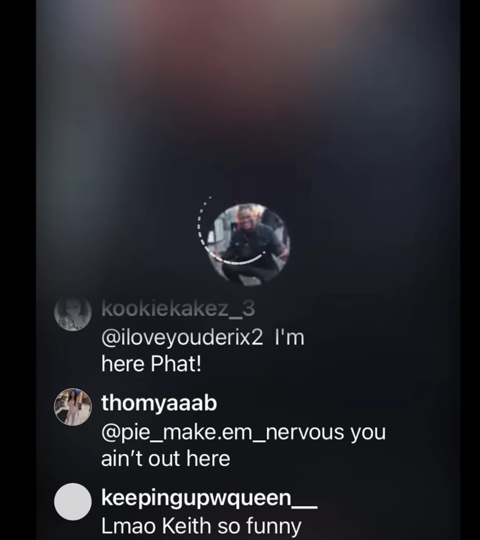 kookiekakez_3
@iloveyouderix2 I'm
here Phat!
thomyaaab
@pie_make.em_nervous you
ain’t out here
keepingupwqueen__
Lmao Keith so funny